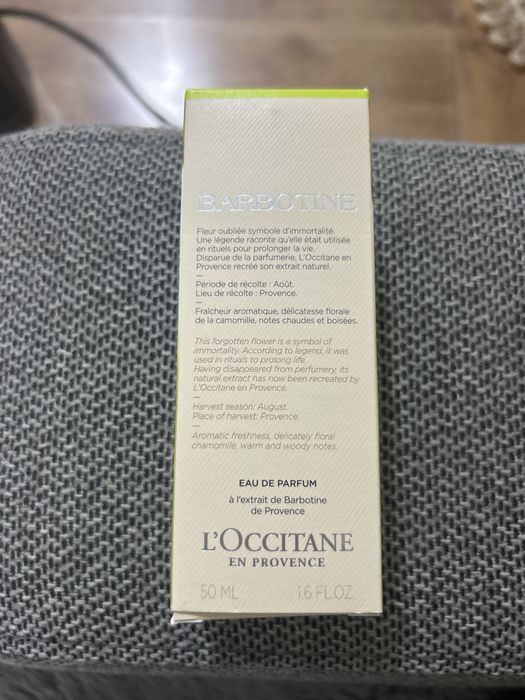 BARBOTINE
Fleur oubliée symbole d'immortalité.
Une légende raconte qu'elle était utilisée
en rituels pour prolonger la vie.
Disparue de la parfumerie, L'Occitane en
Provence recrée son extrait naturel.
—
Période de récolte : Août.
Lieu de récolte : Provence.
—
Fraîcheur aromatique, délicatesse florale
de la camomille, notes chaudes et boisées.
This forgotten flower is a symbol of
immortality. According to legend, it was
used in rituals to prolong life.
Having disappeared from perfumery, its
natural extract has now been recreated by
L'Occitane en Provence.
—
Harvest season: August.
Place of harvest: Provence.
—
Aromatic freshness, delicately floral
chamomile, warm and woody notes.
EAU DE PARFUM
à l'extrait de Barbotine
de Provence
L'OCCITANE
EN PROVENCE
50 ML 1.6 FL.OZ.